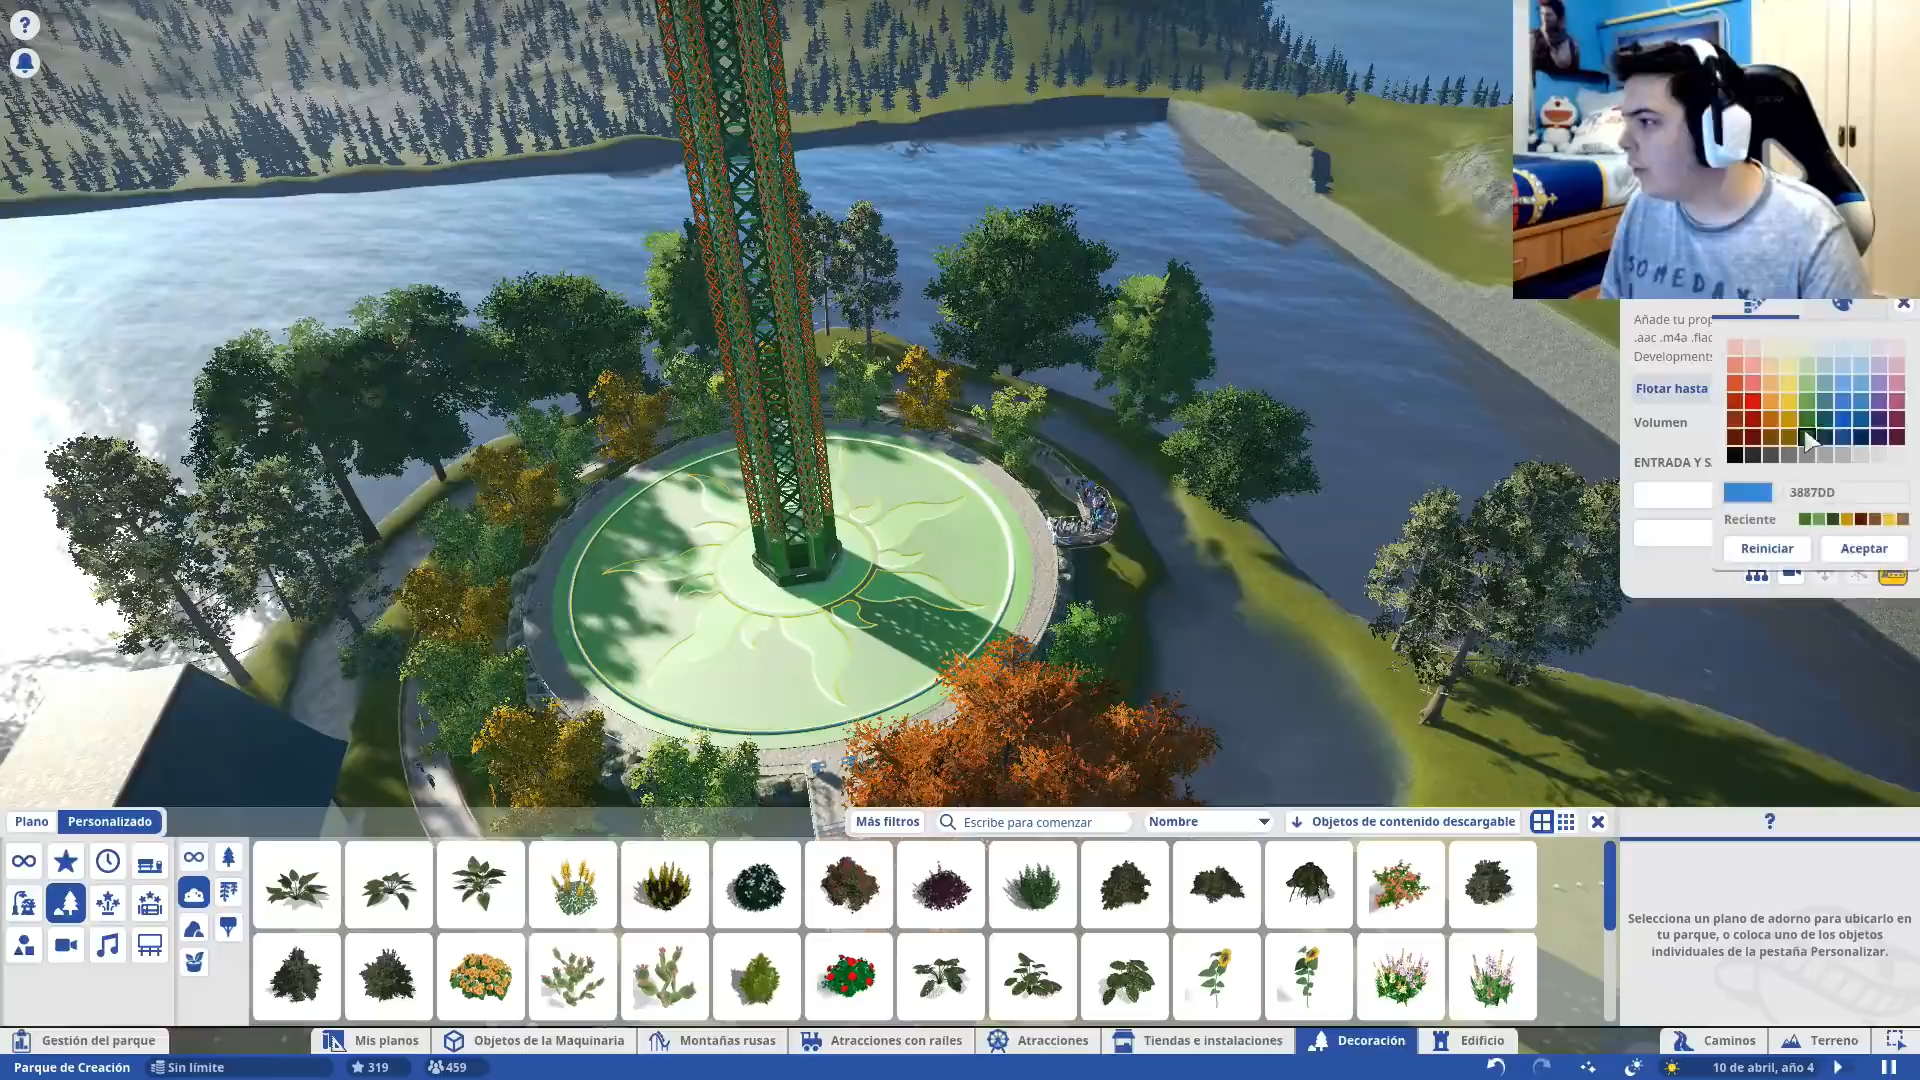 ?
SOMEDAY
Añade tu prop
.aac .m4a .flac
Developments
Flotar hasta
Volumen
ENTRADA Y S
3887DD
Reciente
Reiniciar
Aceptar
Plano
Personalizado
Más filtros
Escribe para comenzar
Nombre
Objetos de contenido descargable
?
Selecciona un plano de adorno para ubicarlo en
tu parque, o coloca uno de los objetos
individuales de la pestaña Personalizar.
Gestión del parque
Mis planos
Objetos de la Maquinaria
Montañas rusas
Atracciones con raíles
Atracciones
Tiendas e instalaciones
Decoración
Edificio
Caminos
Terreno
Parque de Creación
Sin límite
319
459
10 de abril, año 4